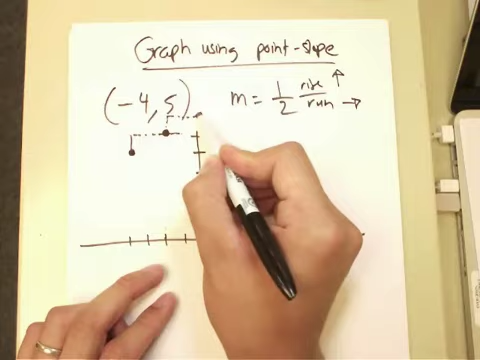 Graph using point-slope
(-4, 5) m = 1/2 rise/run ↑ →